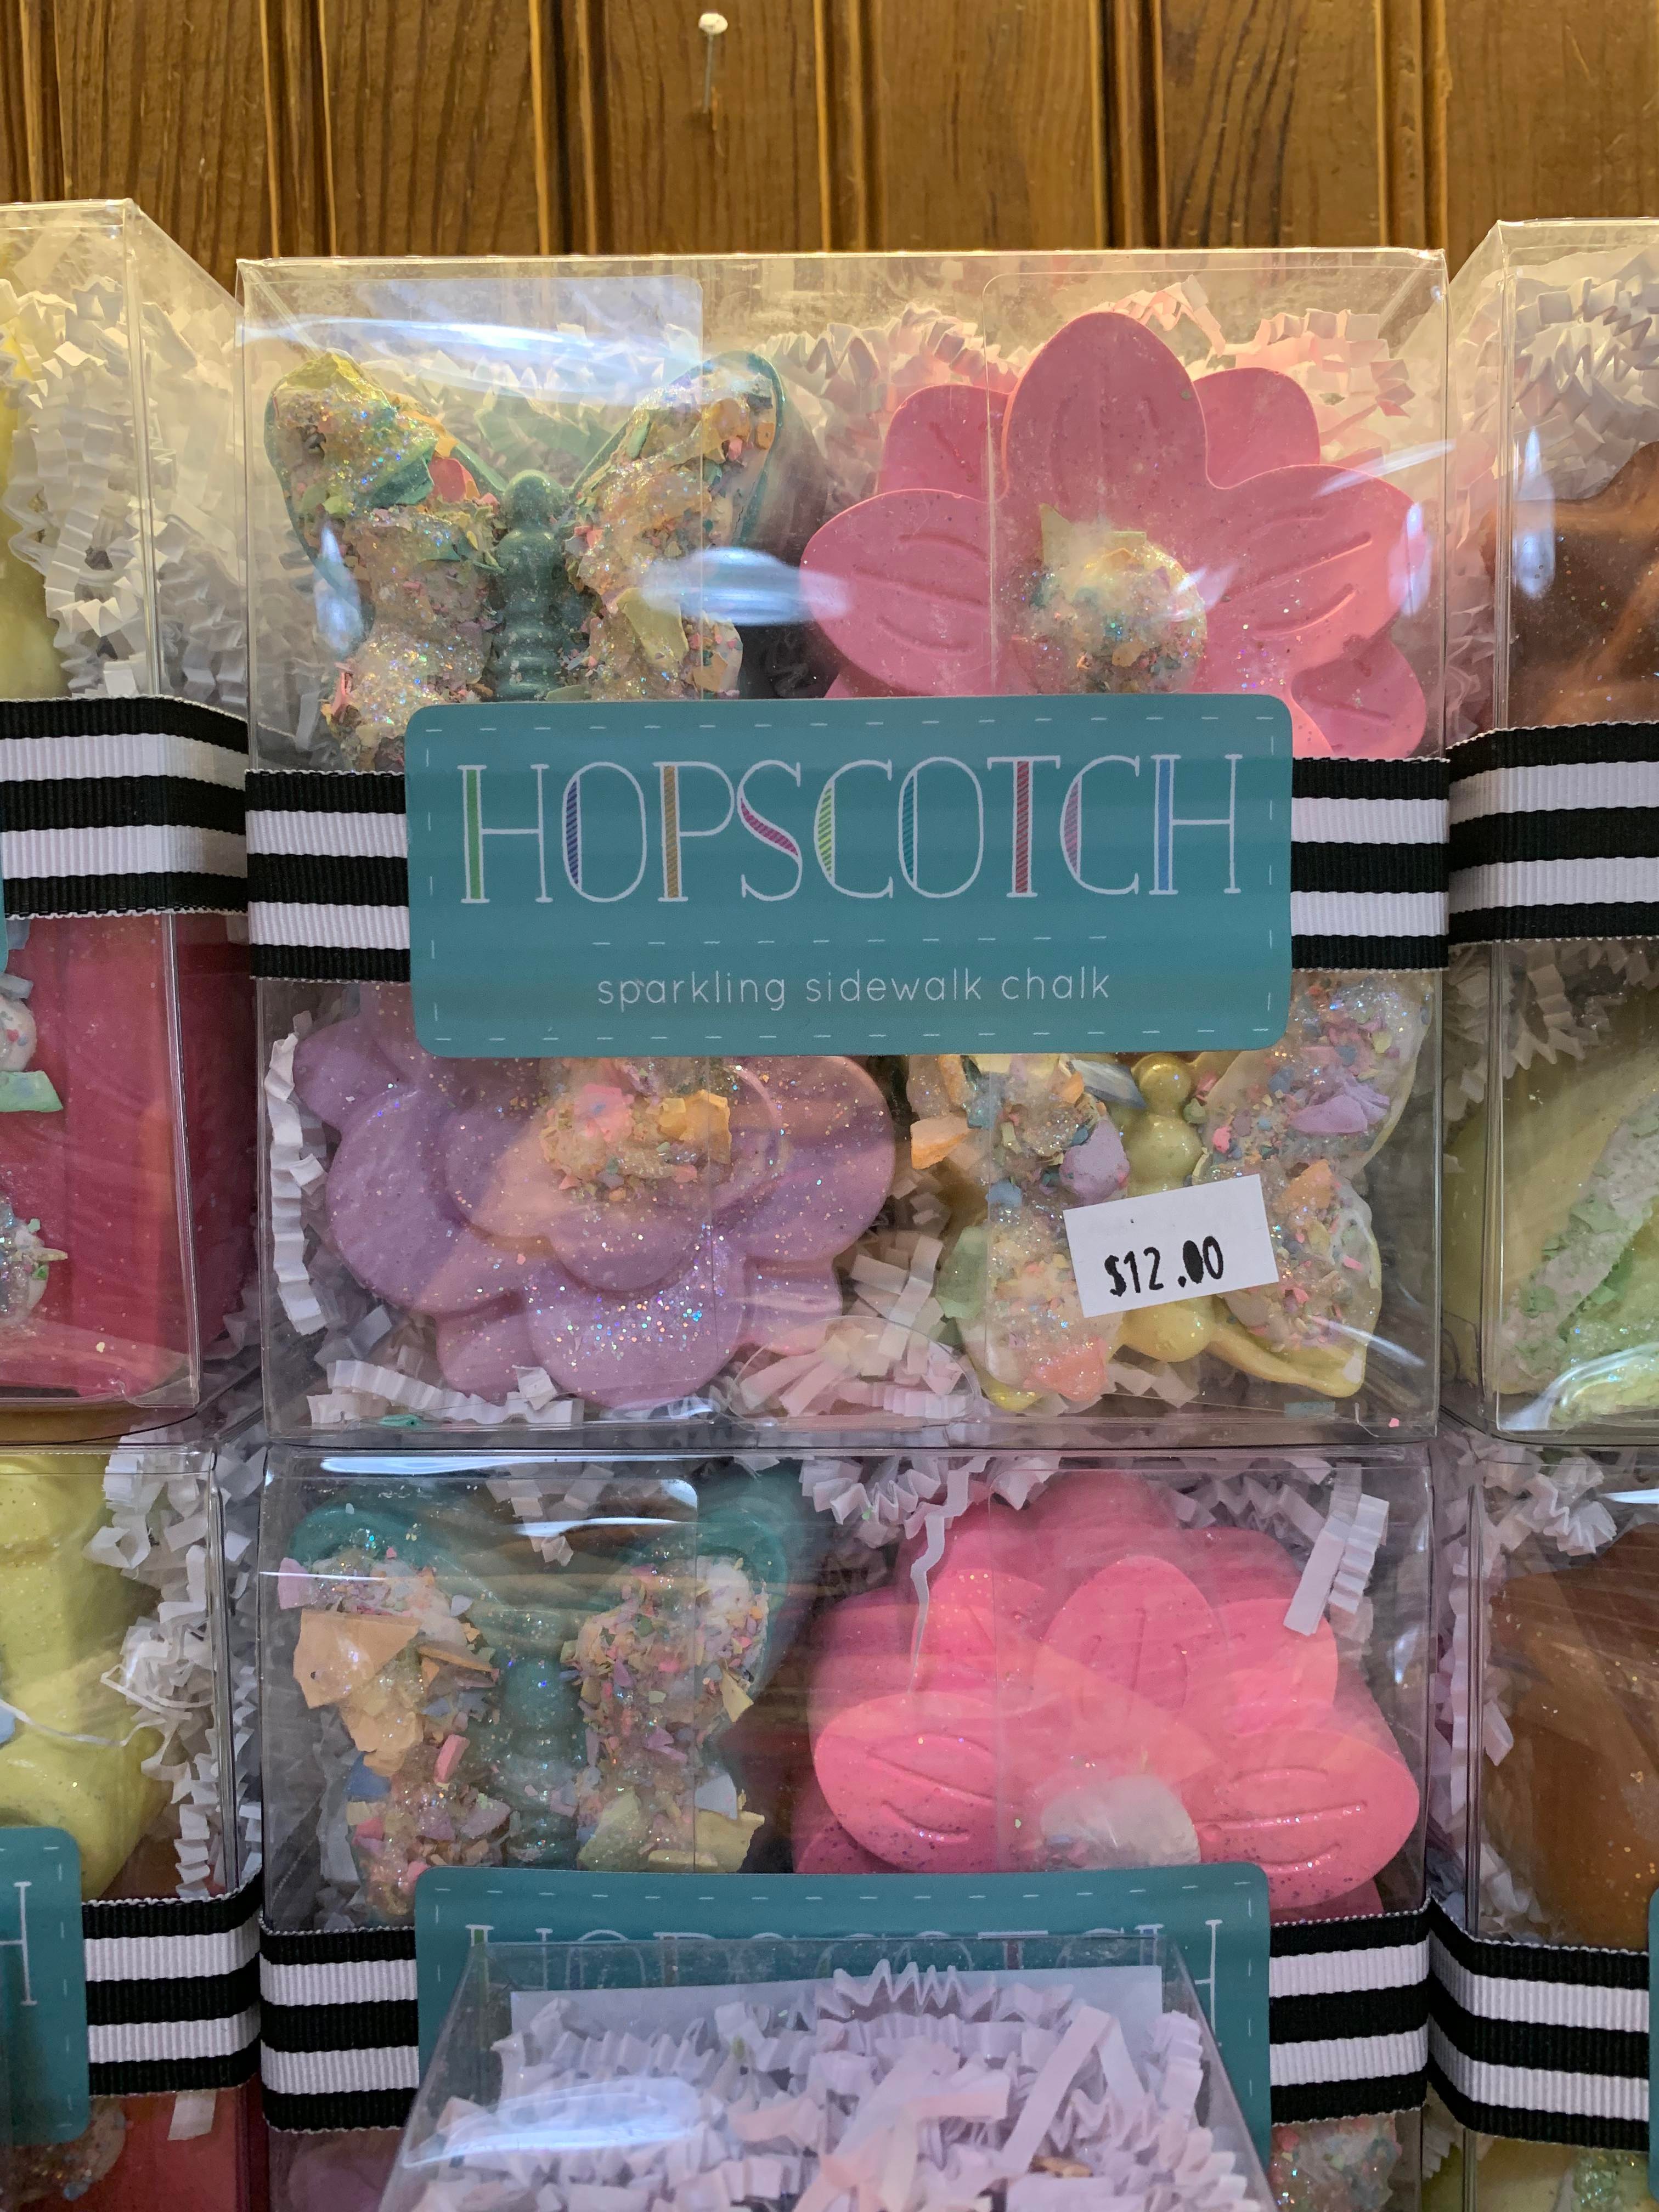 HOPSCOTCH
sparkling sidewalk chalk
$12.00
HOPSCOTCH
H